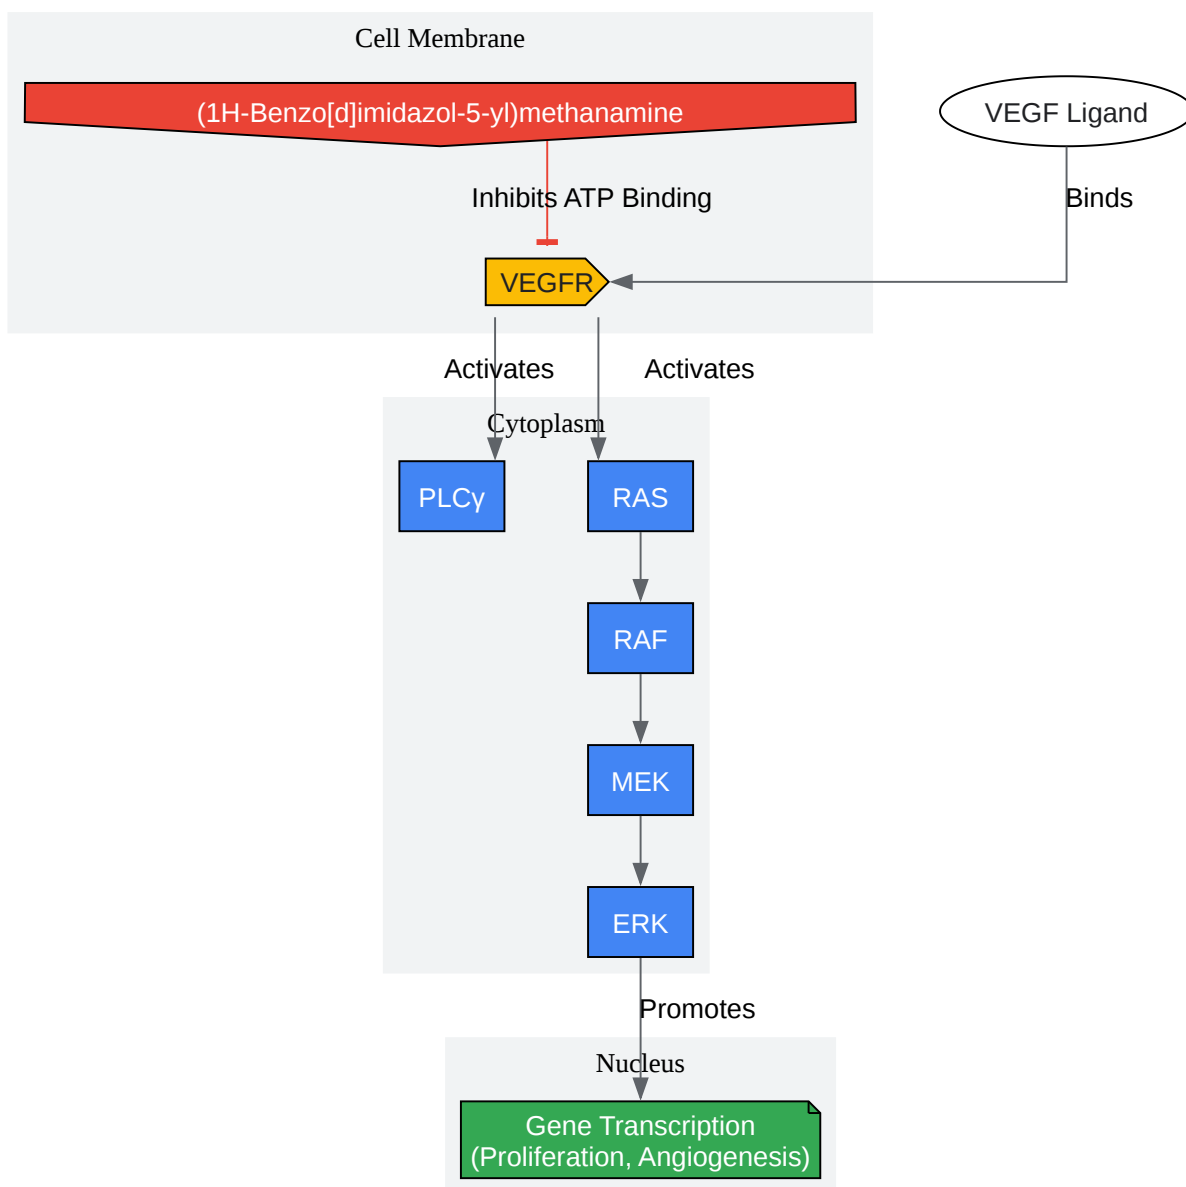 Cell Membrane
(1H-Benzo[d]imidazol-5-yl)methanamine
VEGF Ligand
Inhibits ATP Binding
Binds
VEGFR
Activates
Activates
Cytoplasm
PLCγ
RAS
RAF
MEK
ERK
Promotes
Nucleus
Gene Transcription
(Proliferation, Angiogenesis)